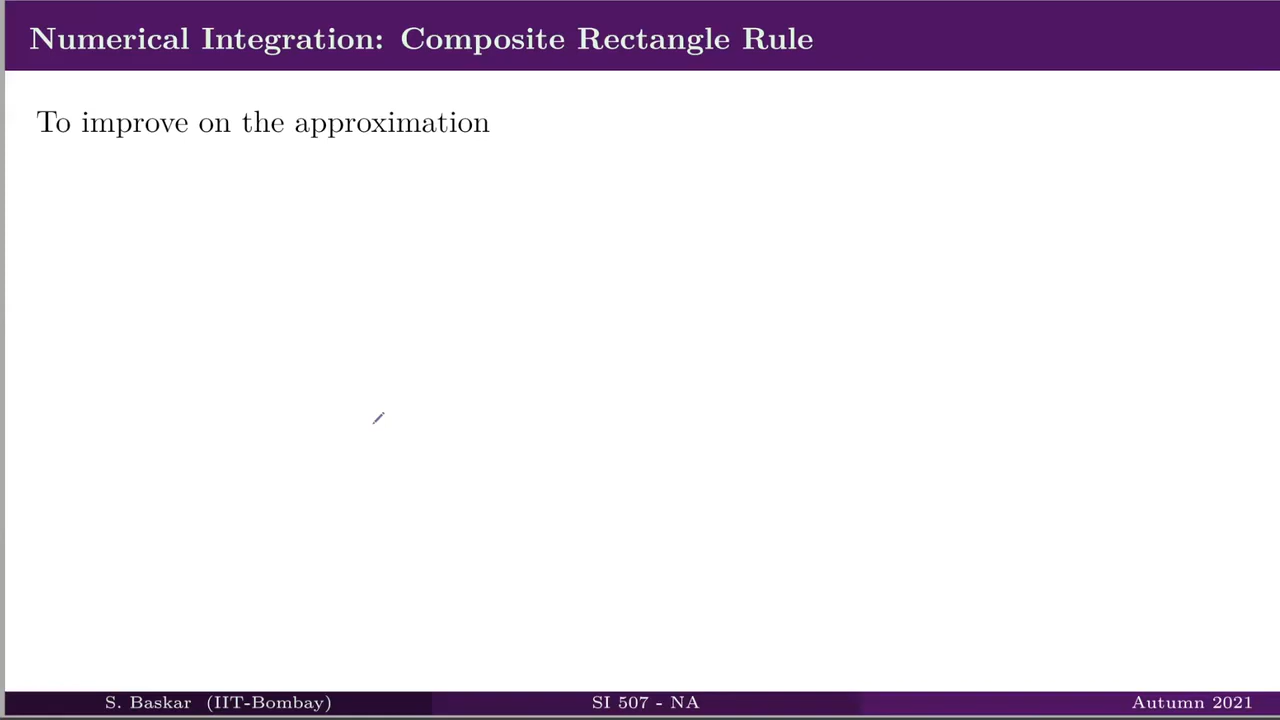 Numerical Integration: Composite Rectangle Rule
To improve on the approximation
S. Baskar (IIT-Bombay) SI 507 - NA Autumn 2021